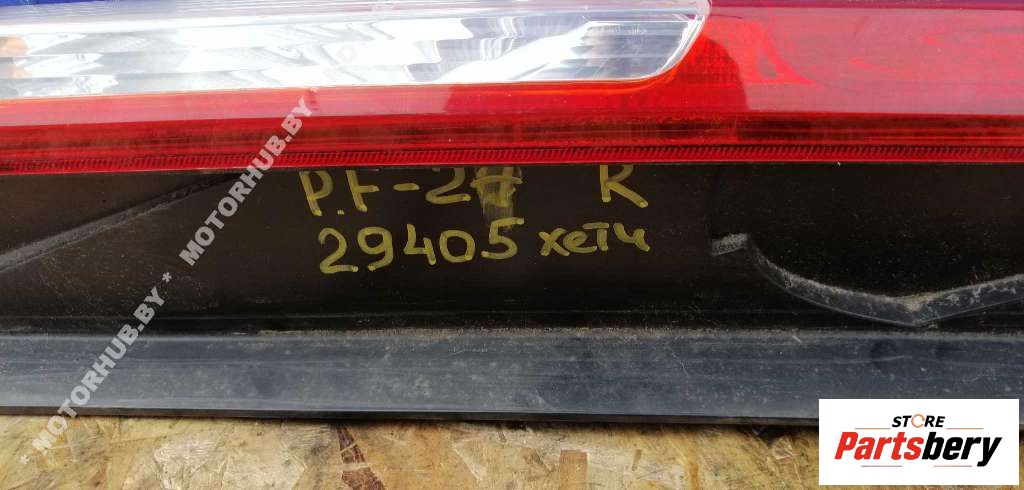 MOTORHUB.BY * MOTORHUB.BY * MOTORHUB.BY
P.F-2 R
29405 хетч
STORE
Partsbery